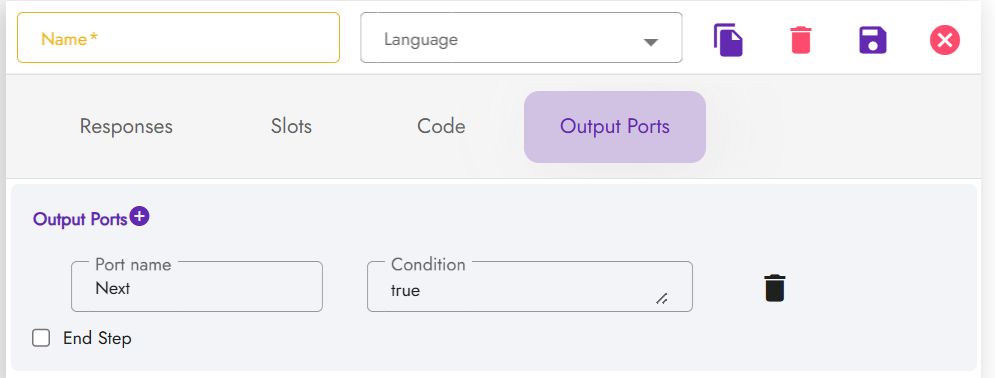 Name*
Language
Responses
Slots
Code
Output Ports
Output Ports
Port name
Next
Condition
true
End Step